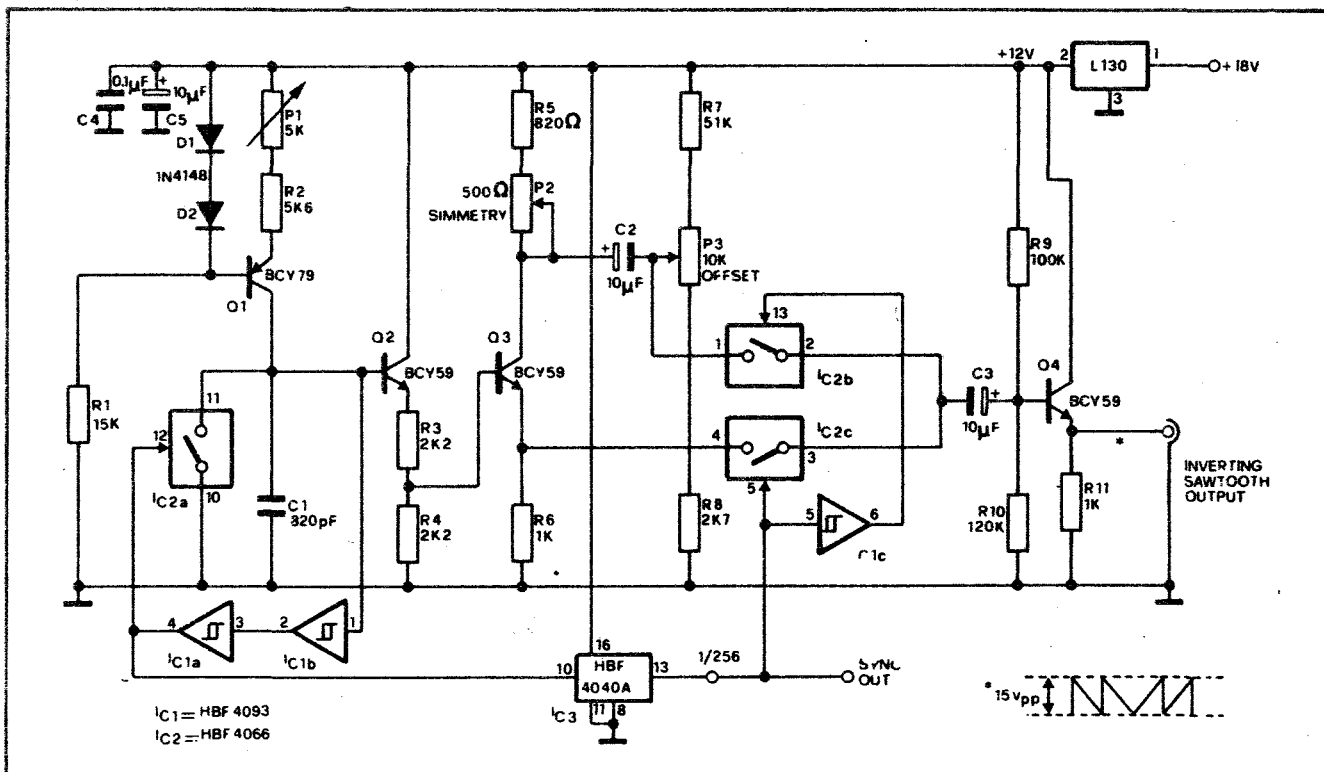 +12V
2
L130
1
+18V
3
0.1µF
+
10µF
C4
C5
D1
1N4148
D2
P1
5K
R2
5K6
BCY79
Q1
R5
820Ω
500Ω
P2
SIMMETRY
R7
51K
C2
+
10µF
P3
10K
OFFSET
R9
100K
13
1
2
IC2b
Q2
BCY59
Q3
BCY59
C3
+
10µF
Q4
BCY59
*
R1
15K
11
12
10
IC2a
C1
820pF
R3
2K2
R4
2K2
R6
1K
4
IC2c
3
5
R8
2K7
5
6
C1c
R10
120K
R11
1K
INVERTING
SAWTOOTH
OUTPUT
4
3
2
1
IC1a
IC1b
16
10
HBF
4040A
13
1/256
SYNC
OUT
IC3
11
8
IC1= HBF 4093
IC2= HBF 4066
* 15 Vpp